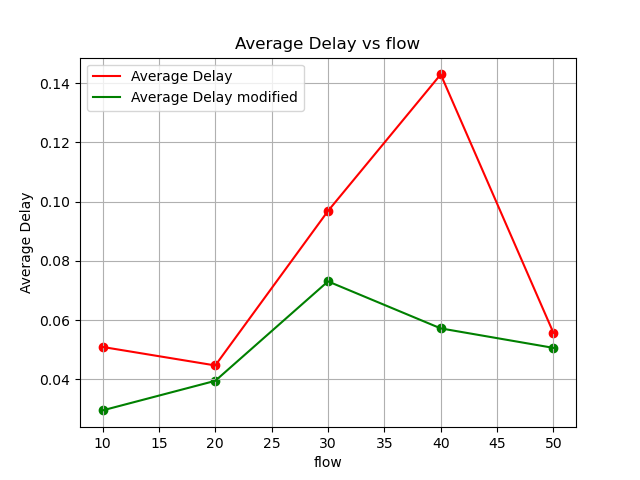 Average Delay vs flow
Average Delay
Average Delay modified
0.14
0.12
0.10
0.08
0.06
0.04
Average Delay
10 15 20 25 30 35 40 45 50
flow